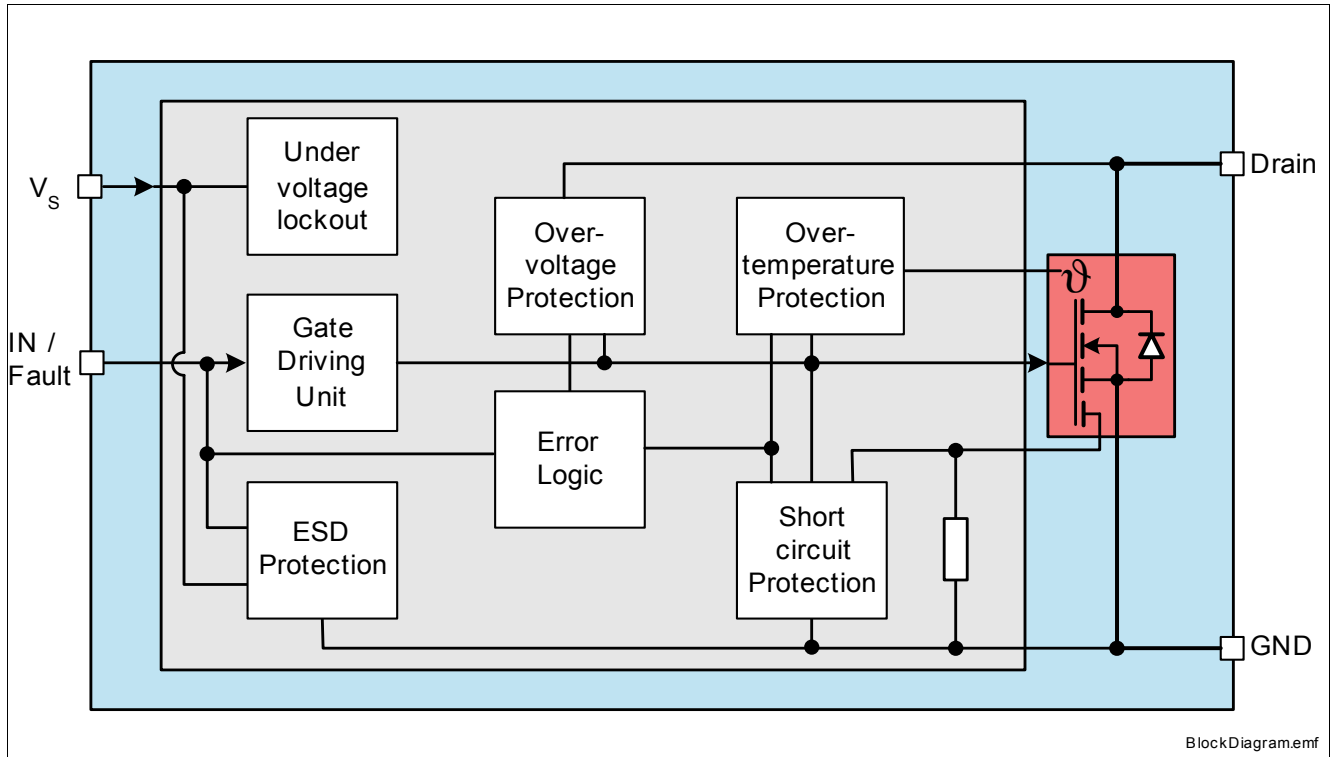 Under
voltage
lockout
V_S
Over-
voltage
Protection
Over-
temperature
Protection
Drain
ϑ
IN /
Fault
Gate
Driving
Unit
Error
Logic
ESD
Protection
Short
circuit
Protection
GND
BlockDiagram.emf